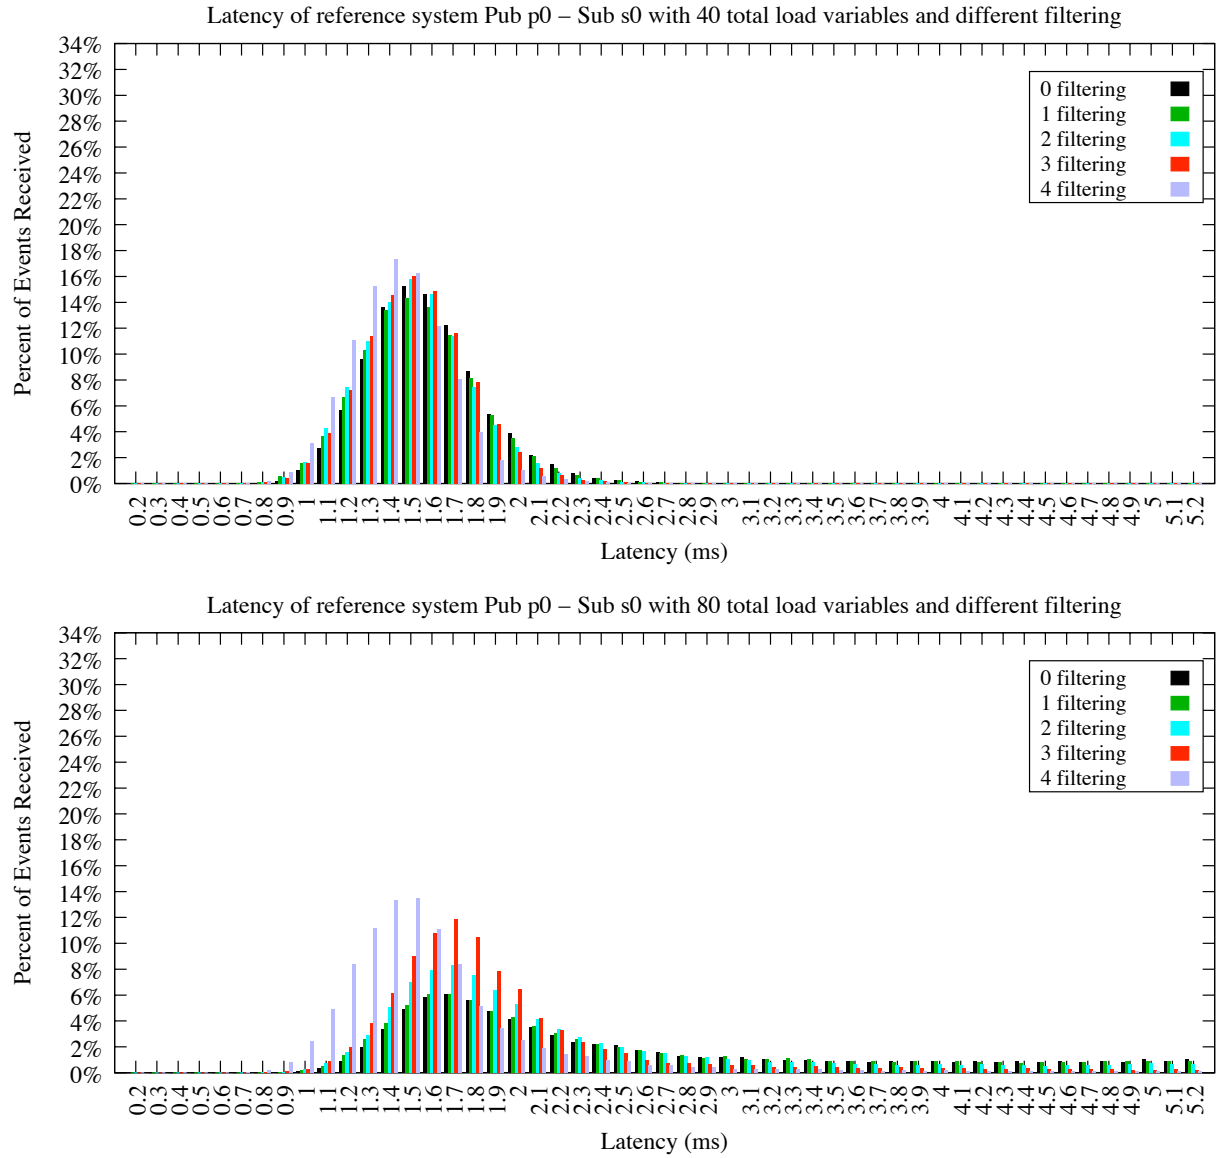 Latency of reference system Pub p0 – Sub s0 with 40 total load variables and different filtering
34%
32%
30%
28%
26%
24%
22%
20%
18%
16%
14%
12%
10%
8%
6%
4%
2%
0%
Percent of Events Received
0 filtering
1 filtering
2 filtering
3 filtering
4 filtering
0.2 0.3 0.4 0.5 0.6 0.7 0.8 0.9 1 1.1 1.2 1.3 1.4 1.5 1.6 1.7 1.8 1.9 2 2.1 2.2 2.3 2.4 2.5 2.6 2.7 2.8 2.9 3 3.1 3.2 3.3 3.4 3.5 3.6 3.7 3.8 3.9 4 4.1 4.2 4.3 4.4 4.5 4.6 4.7 4.8 4.9 5 5.1 5.2
Latency (ms)
Latency of reference system Pub p0 – Sub s0 with 80 total load variables and different filtering
34%
32%
30%
28%
26%
24%
22%
20%
18%
16%
14%
12%
10%
8%
6%
4%
2%
0%
Percent of Events Received
0 filtering
1 filtering
2 filtering
3 filtering
4 filtering
0.2 0.3 0.4 0.5 0.6 0.7 0.8 0.9 1 1.1 1.2 1.3 1.4 1.5 1.6 1.7 1.8 1.9 2 2.1 2.2 2.3 2.4 2.5 2.6 2.7 2.8 2.9 3 3.1 3.2 3.3 3.4 3.5 3.6 3.7 3.8 3.9 4 4.1 4.2 4.3 4.4 4.5 4.6 4.7 4.8 4.9 5 5.1 5.2
Latency (ms)